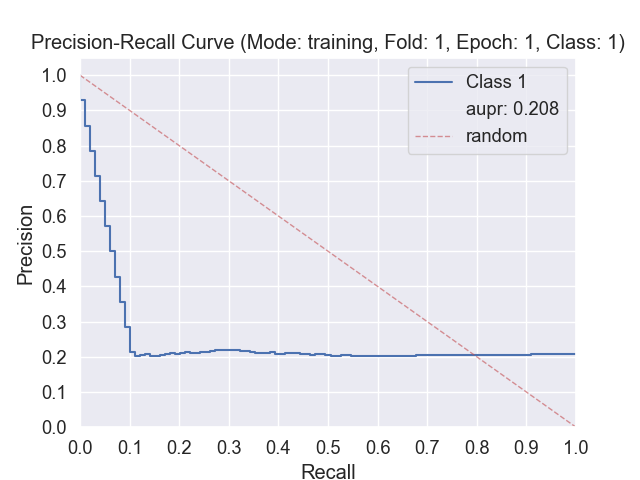 Precision-Recall Curve (Mode: training, Fold: 1, Epoch: 1, Class: 1)
1.0
0.9
0.8
0.7
0.6
0.5
0.4
0.3
0.2
0.1
0.0
Precision
Class 1
aupr: 0.208
random
0.0 0.1 0.2 0.3 0.4 0.5 0.6 0.7 0.8 0.9 1.0
Recall